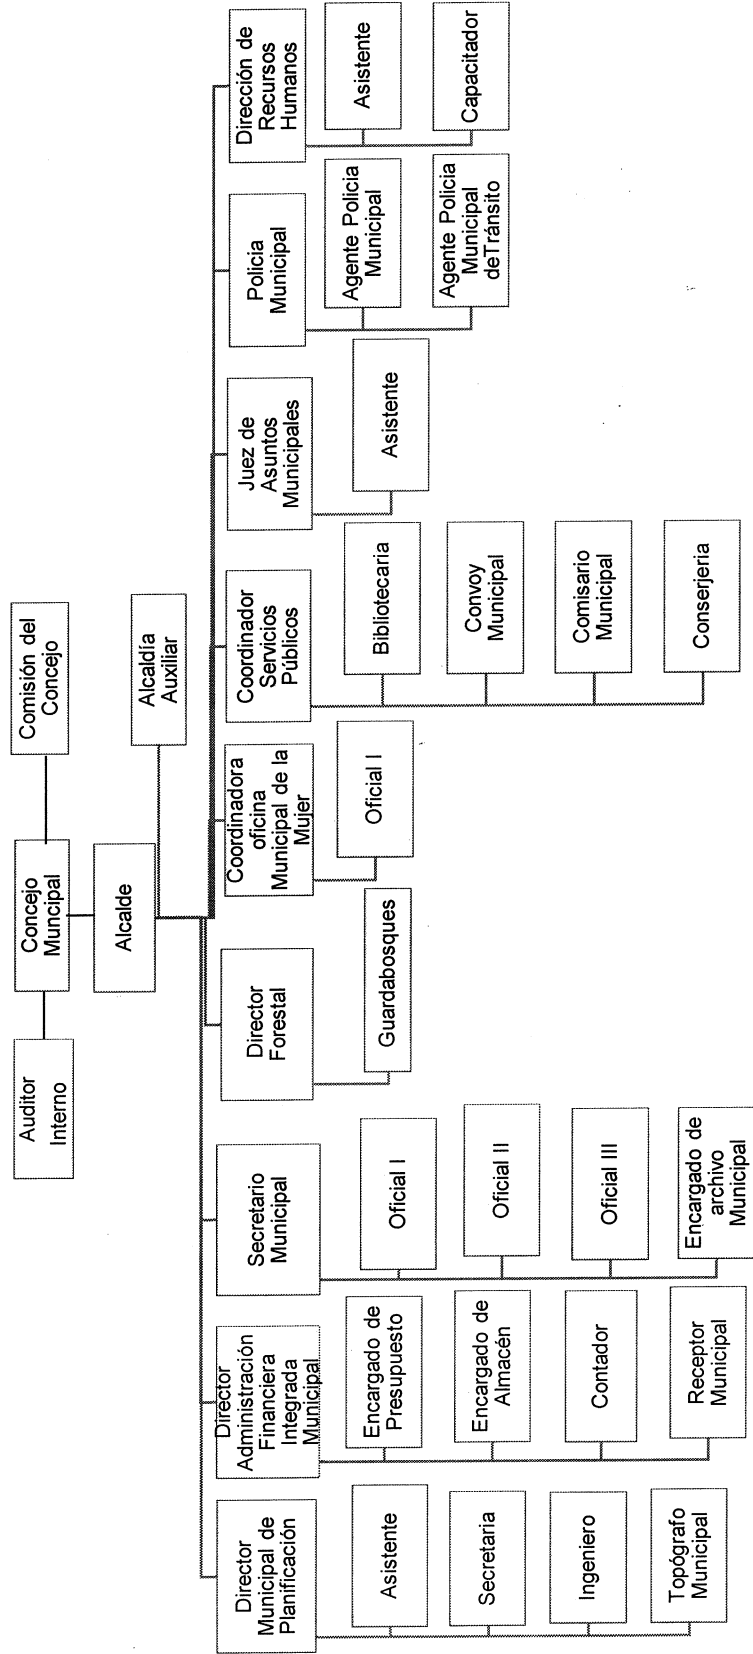 Comisión del
Concejo
Concejo
Muncipal
Auditor
Interno
Alcalde
Alcaldía
Auxiliar
Director
Municipal de
Planificación
Asistente
Secretaria
Ingeniero
Topógrafo
Municipal
Director
Administración
Financiera
Integrada
Municipal
Encargado de
Presupuesto
Encargado de
Almacén
Contador
Receptor
Municipal
Secretario
Municipal
Oficial I
Oficial II
Oficial III
Encargado de
archivo
Municipal
Director
Forestal
Guardabosques
Coordinadora
oficina
Municipal de la
Mujer
Oficial I
Coordinador
Servicios
Públicos
Bibliotecaria
Convoy
Municipal
Comisario
Municipal
Conserjeria
Juez de
Asuntos
Municipales
Asistente
Policia
Municipal
Agente Policia
Municipal
Agente Policia
Municipal
deTránsito
Dirección de
Recursos
Humanos
Asistente
Capacitador